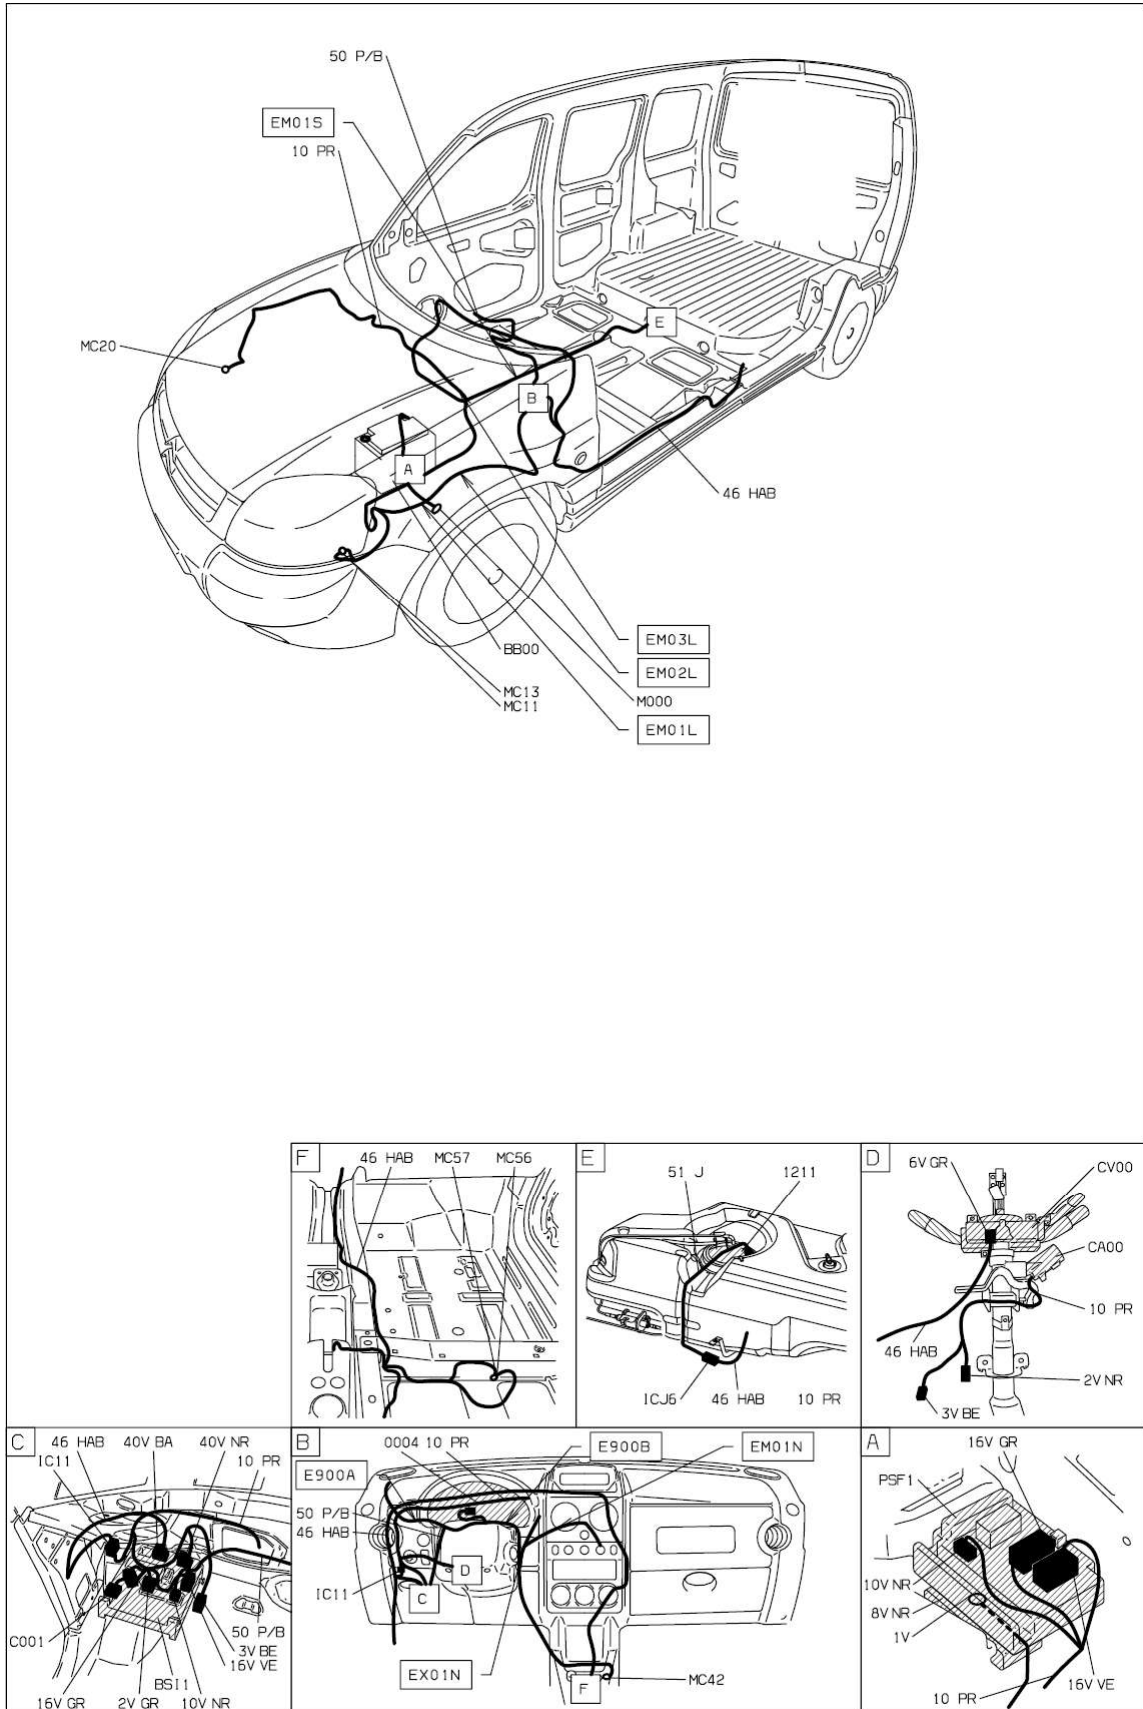 50 P/B
EM01S
10 PR
MC20
E
B
A
46 HAB
BB00
EM03L
MC13
EM02L
MC11
M000
EM01L
F
46 HAB
MC57
MC56
E
51 J
1211
ICJ6
46 HAB
10 PR
D
6V GR
CV00
CA00
10 PR
46 HAB
2V NR
3V BE
C
46 HAB
40V BA
40V NR
IC11
10 PR
C001
50 P/B
3V BE
16V VE
BSI1
16V GR
2V GR
10V NR
B
0004
10 PR
E900B
EM01N
E900A
50 P/B
46 HAB
D
IC11
C
EX01N
MC42
F
A
16V GR
PSF1
10V NR
8V NR
1V
16V VE
10 PR